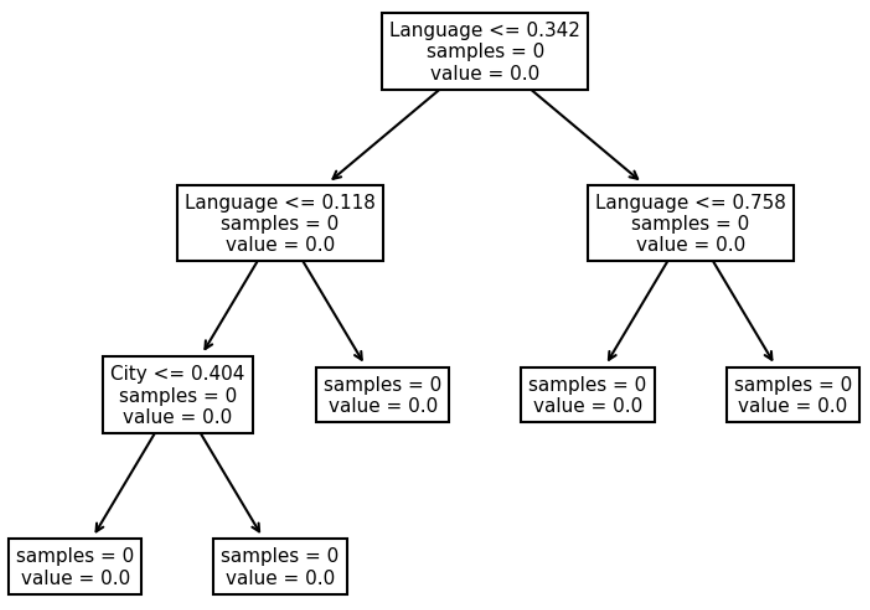 Language <= 0.342
samples = 0
value = 0.0
Language <= 0.118
samples = 0
value = 0.0
Language <= 0.758
samples = 0
value = 0.0
City <= 0.404
samples = 0
value = 0.0
samples = 0
value = 0.0
samples = 0
value = 0.0
samples = 0
value = 0.0
samples = 0
value = 0.0
samples = 0
value = 0.0